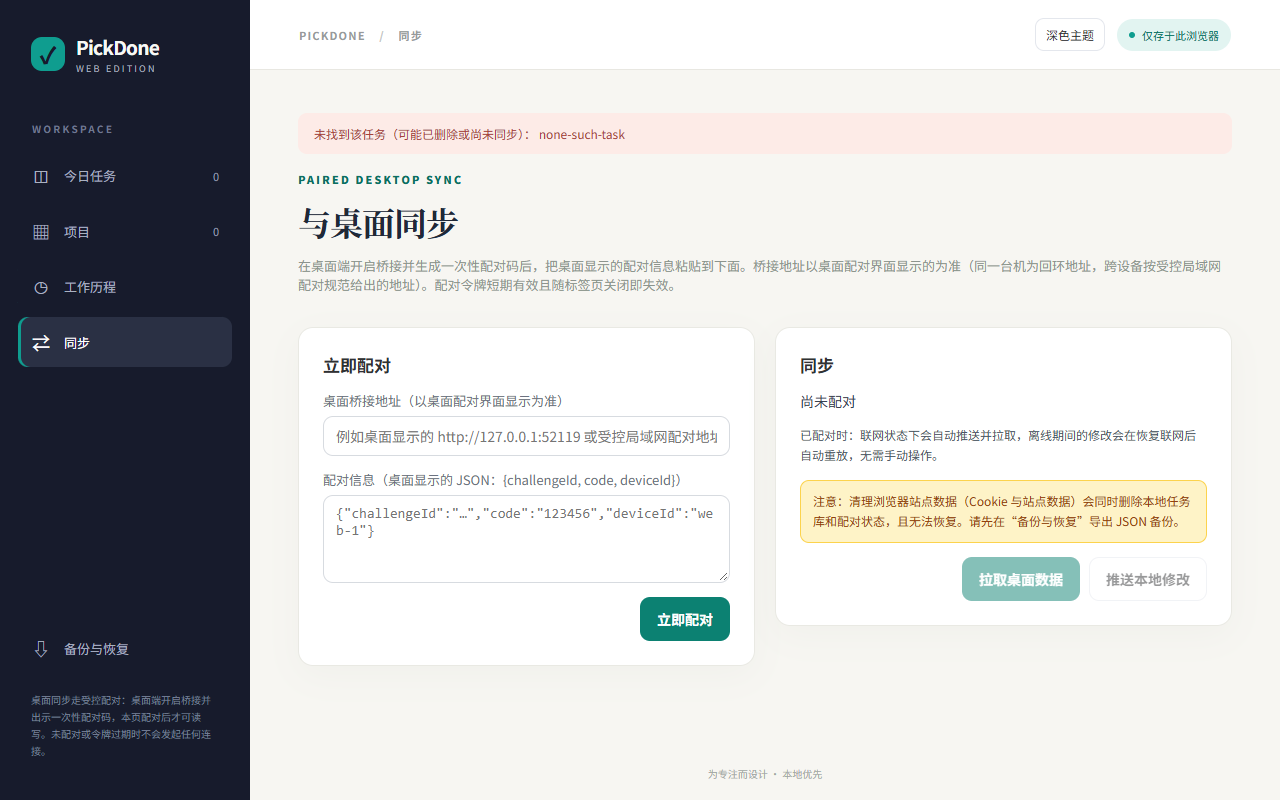 PickDone
WEB EDITION
WORKSPACE
今日任务 0
项目 0
工作历程
同步
备份与恢复
桌面同步走受控配对：桌面端开启桥接并
出示一次性配对码，本页配对后才可读
写。未配对或令牌过期时不会发起任何连
接。
PICKDONE / 同步
深色主题
仅存于此浏览器
未找到该任务（可能已删除或尚未同步）： none-such-task
PAIRED DESKTOP SYNC
与桌面同步
在桌面端开启桥接并生成一次性配对码后，把桌面显示的配对信息粘贴到下面。桥接地址以桌面配对界面显示的为准（同一台机为回环地址，跨设备按受控局域网
配对规范给出的地址）。配对令牌短期有效且随标签页关闭即失效。
立即配对
桌面桥接地址（以桌面配对界面显示为准）
例如桌面显示的 http://127.0.0.1:52119 或受控局域网配对地址
配对信息（桌面显示的 JSON：{challengeId, code, deviceId}）
{"challengeId":"…","code":"123456","deviceId":"we
b-1"}
立即配对
同步
尚未配对
已配对时：联网状态下会自动推送并拉取，离线期间的修改会在恢复联网后
自动重放，无需手动操作。
注意：清理浏览器站点数据（Cookie 与站点数据）会同时删除本地任务
库和配对状态，且无法恢复。请先在“备份与恢复”导出 JSON 备份。
拉取桌面数据
推送本地修改
为专注而设计 · 本地优先